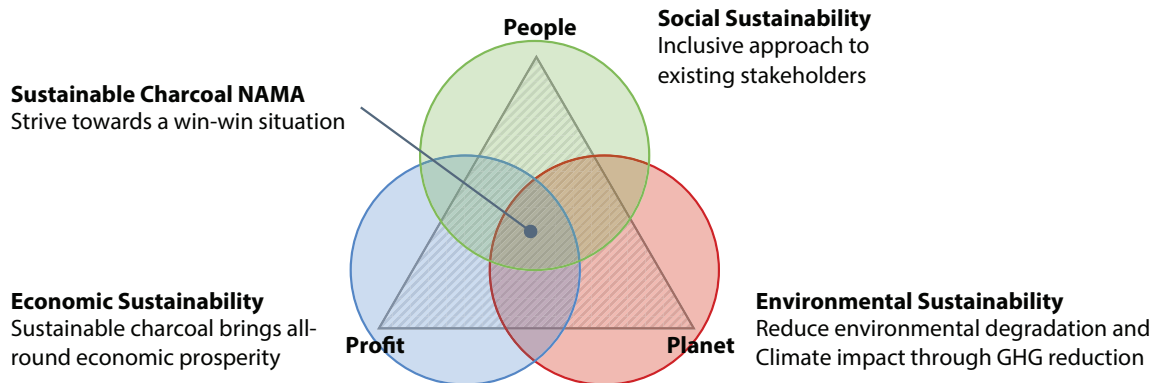 People
Social Sustainability
Inclusive approach to
existing stakeholders
Sustainable Charcoal NAMA
Strive towards a win-win situation
Economic Sustainability
Sustainable charcoal brings all-
round economic prosperity
Profit
Planet
Environmental Sustainability
Reduce environmental degradation and
Climate impact through GHG reduction